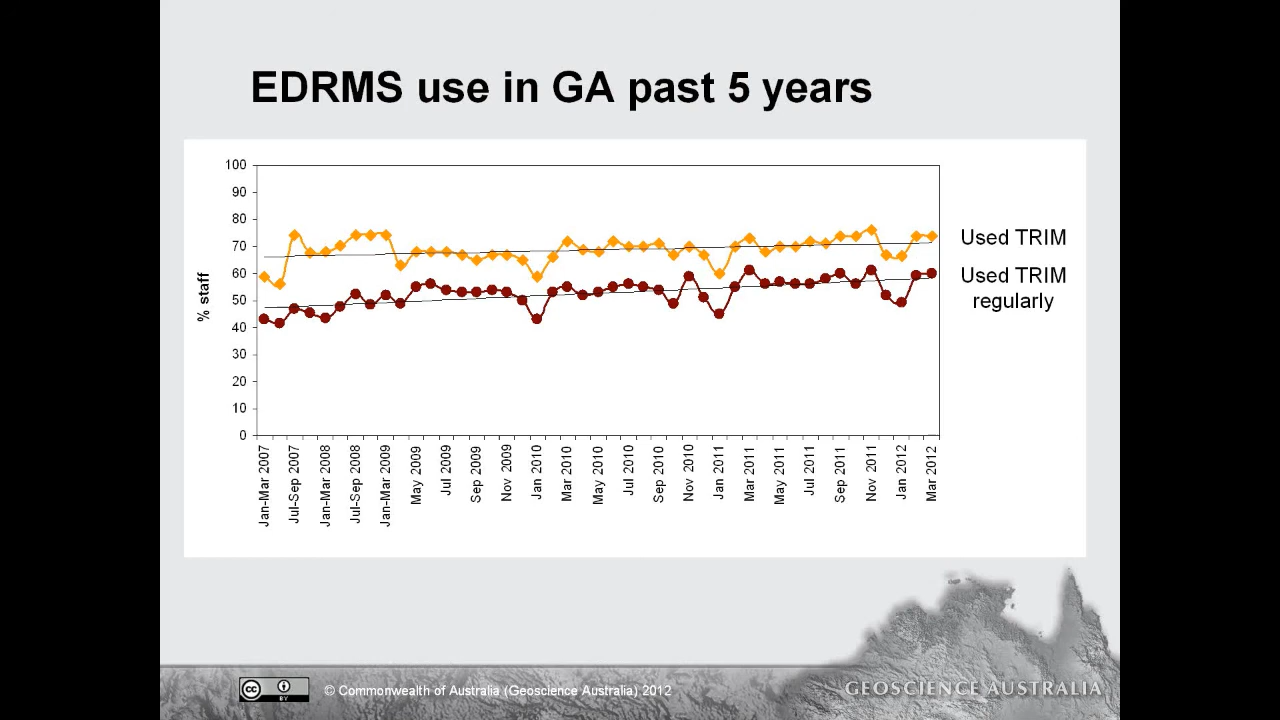 EDRMS use in GA past 5 years
100
90
80
70
60
50
40
30
20
10
0
% staff
Used TRIM
Used TRIM
regularly
Jan-Mar 2007
Jul-Sep 2007
Jan-Mar 2008
Jul-Sep 2008
Jan-Mar 2009
May 2009
Jul 2009
Sep 2009
Nov 2009
Jan 2010
Mar 2010
May 2010
Jul 2010
Sep 2010
Nov 2010
Jan 2011
Mar 2011
May 2011
Jul 2011
Sep 2011
Nov 2011
Jan 2012
Mar 2012
cc
BY
© Commonwealth of Australia (Geoscience Australia) 2012
GEOSCIENCE AUSTRALIA